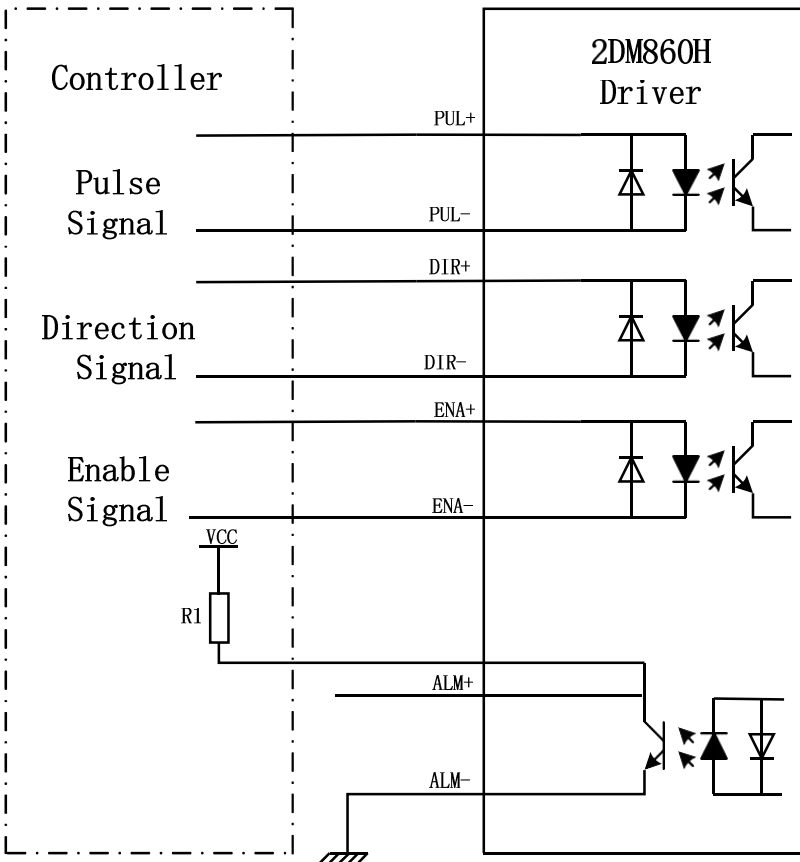 Controller
2DM860H
Driver
PUL+
Pulse
Signal
PUL-
DIR+
Direction
Signal
DIR-
ENA+
Enable
Signal
ENA-
VCC
R1
ALM+
ALM-